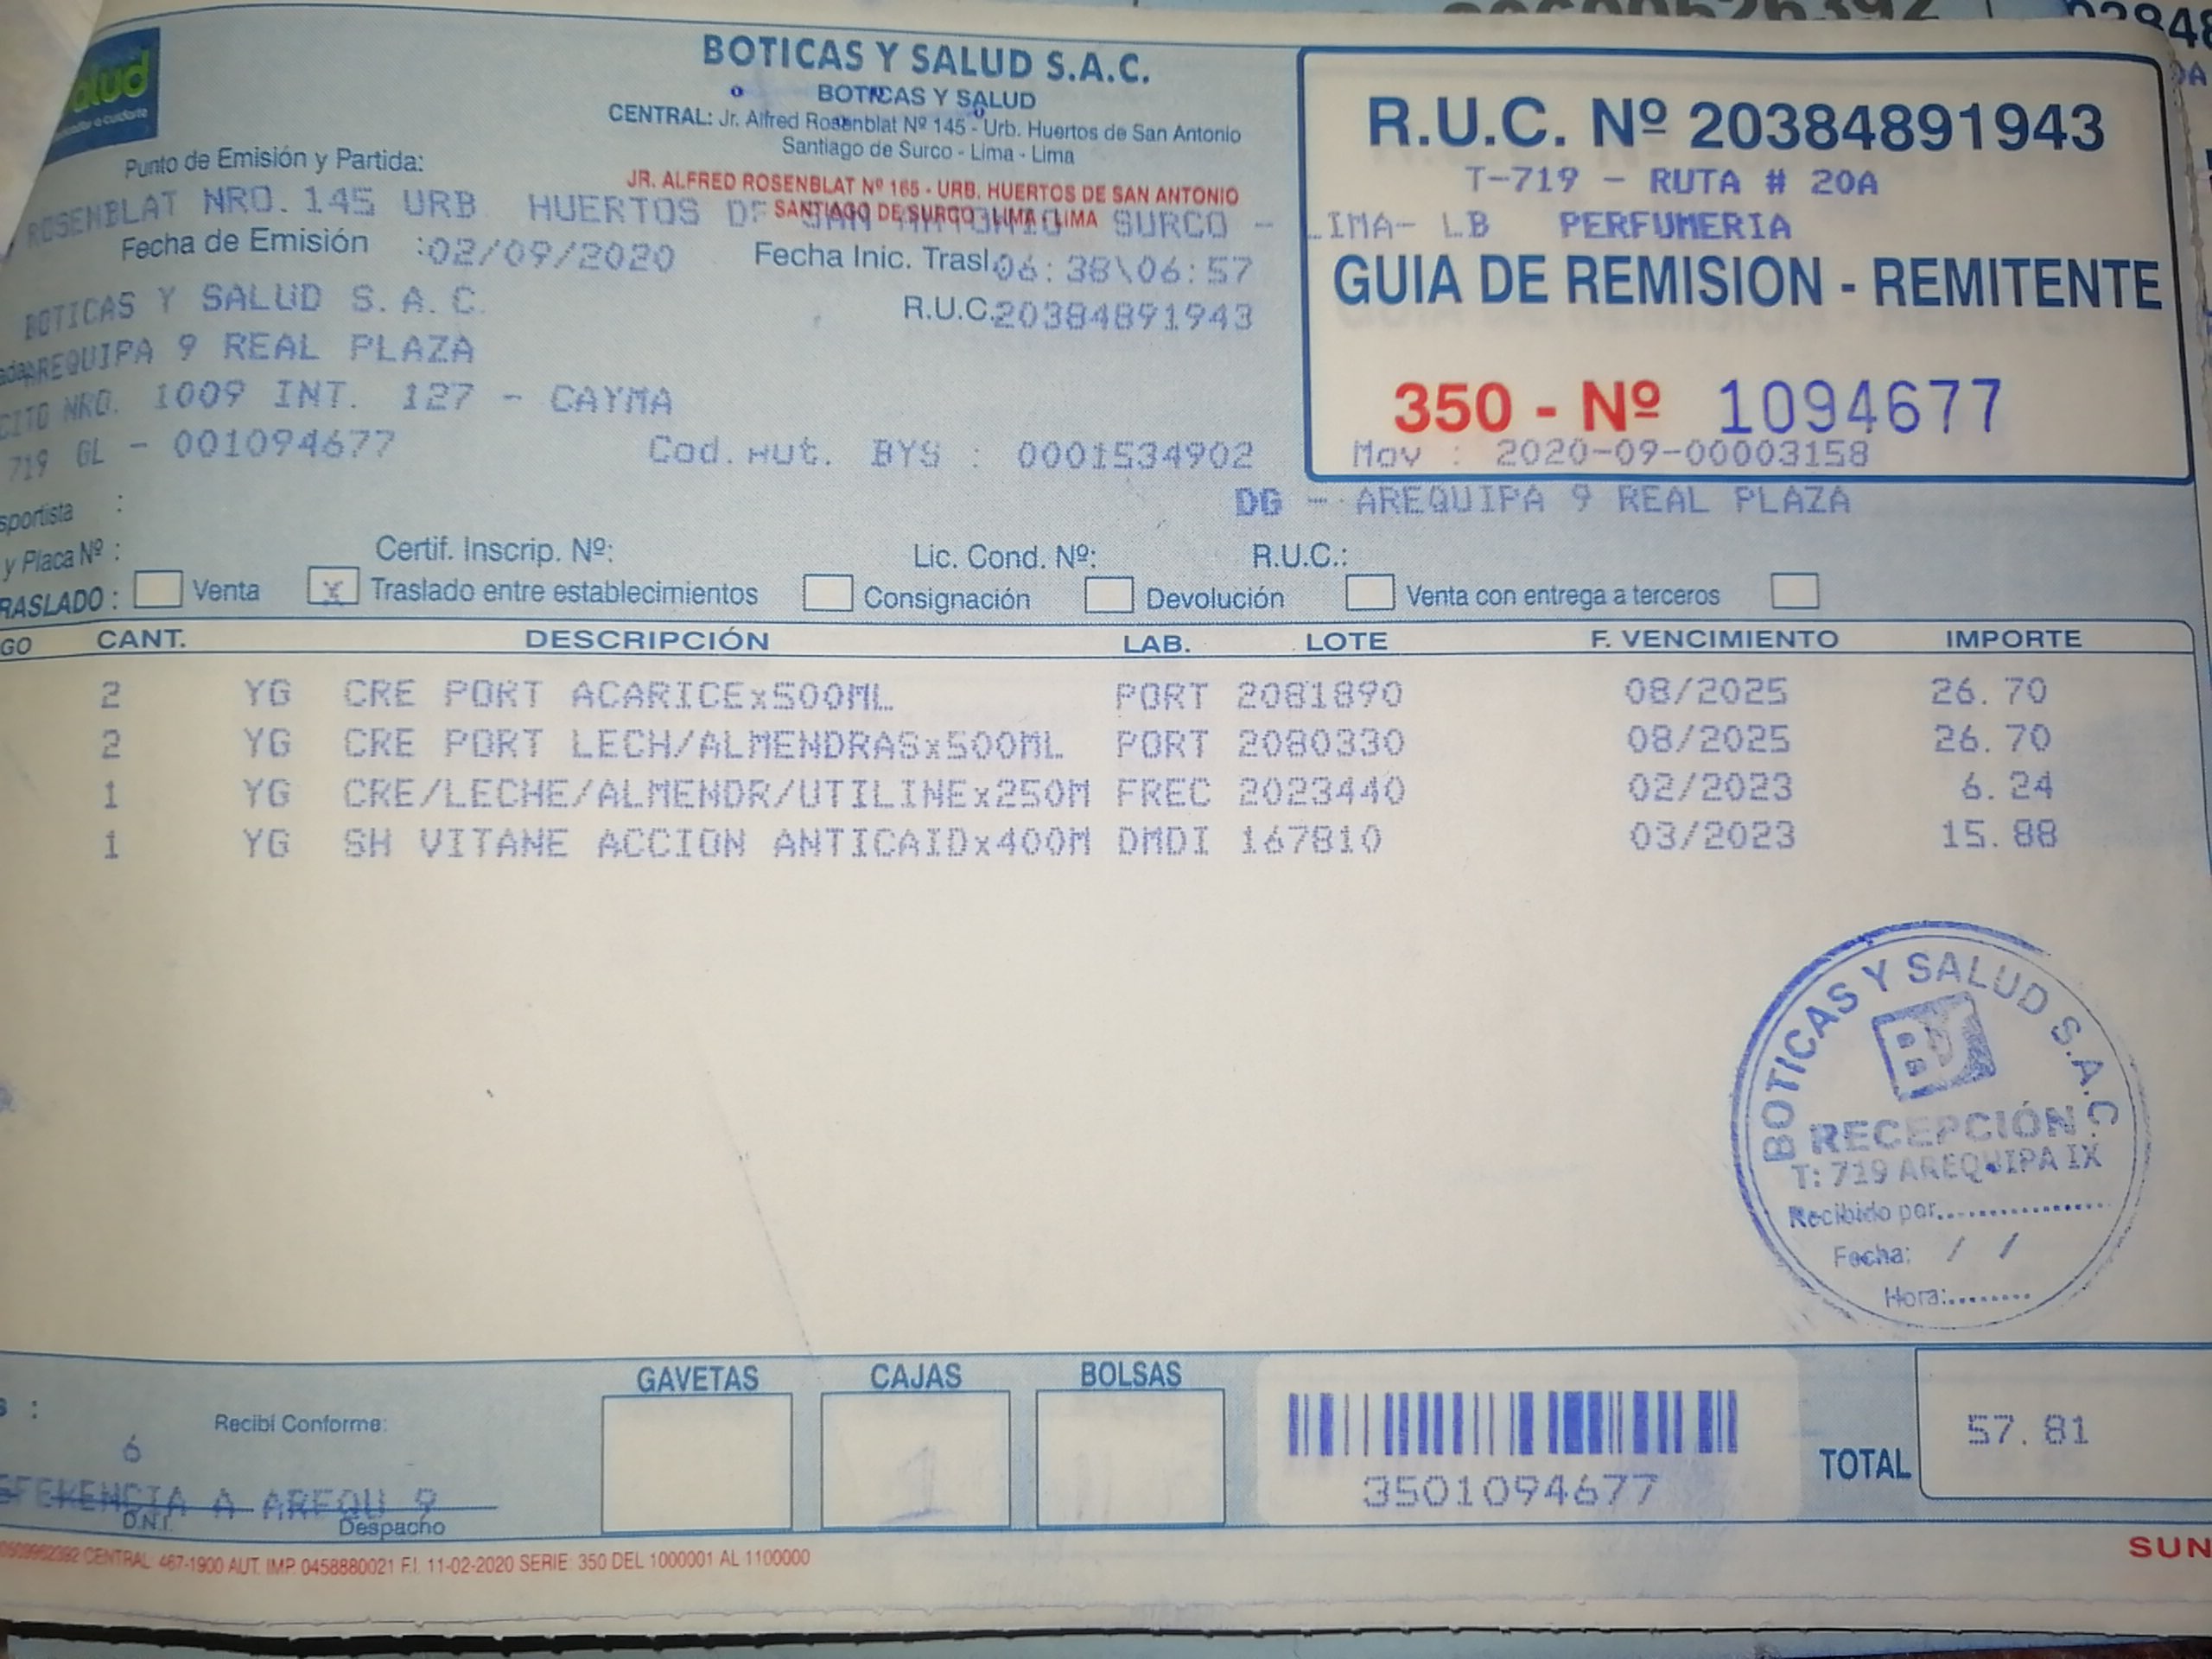 BOTICAS Y SALUD S.A.C.
BOTICAS Y SALUD
CENTRAL: Jr. Alfred Rosenblat Nº 145 - Urb. Huertos de San Antonio
Santiago de Surco - Lima - Lima
JR. ALFRED ROSENBLAT Nº 165 - URB. HUERTOS DE SAN ANTONIO
SANTIAGO DE SURCO - LIMA - LIMA
R.U.C. Nº 20384891943
T-719 - RUTA # 20A
PERFUMERIA
GUIA DE REMISION - REMITENTE
350 - Nº 1094677
Mov : 2020-09-00003158
DG - AREQUIPA 9 REAL PLAZA
Punto de Emisión y Partida:
ROSENBLAT NRO. 145 URB HUERTOS DE SAN ANTONIO SURCO - LIMA- LB
Fecha de Emisión :02/09/2020 Fecha Inic. Trasl 06:38\06:57
BOTICAS Y SALUD S.A.C. R.U.C. 20384891943
AREQUIPA 9 REAL PLAZA
CITO NRO. 1009 INT. 127 - CAYMA
719 GL - 001094677 Cod. Aut. BYS : 0001534902
sportista :
y Placa Nº : Certif. Inscrip. Nº: Lic. Cond. Nº: R.U.C.:
RASLADO : Venta X Traslado entre establecimientos Consignación Devolución Venta con entrega a terceros
GO CANT. DESCRIPCIÓN LAB. LOTE F. VENCIMIENTO IMPORTE
2 YG CRE PORT ACARICEx500ML PORT 2081890 08/2025 26.70
2 YG CRE PORT LECH/ALMENDRASx500ML PORT 2080330 08/2025 26.70
1 YG CRE/LECHE/ALMENDR/UTILINEx250M FREC 2023440 02/2023 6.24
1 YG SH VITANE ACCION ANTICAIDx400M DMDI 167810 03/2023 15.88
BOTICAS Y SALUD S.A.C.
RECEPCIÓN
T: 719 AREQUIPA IX
Recibido por..................
Fecha: / /
Hora:........
GAVETAS CAJAS BOLSAS
Recibí Conforme:
6
1
FERENCIA A AREQU 9
D.N.I. Despacho
3501094677
TOTAL 57.81
CENTRAL: 467-1900 AUT. IMP. 0458880021 F.I. 11-02-2020 SERIE: 350 DEL 1000001 AL 1100000
SUN